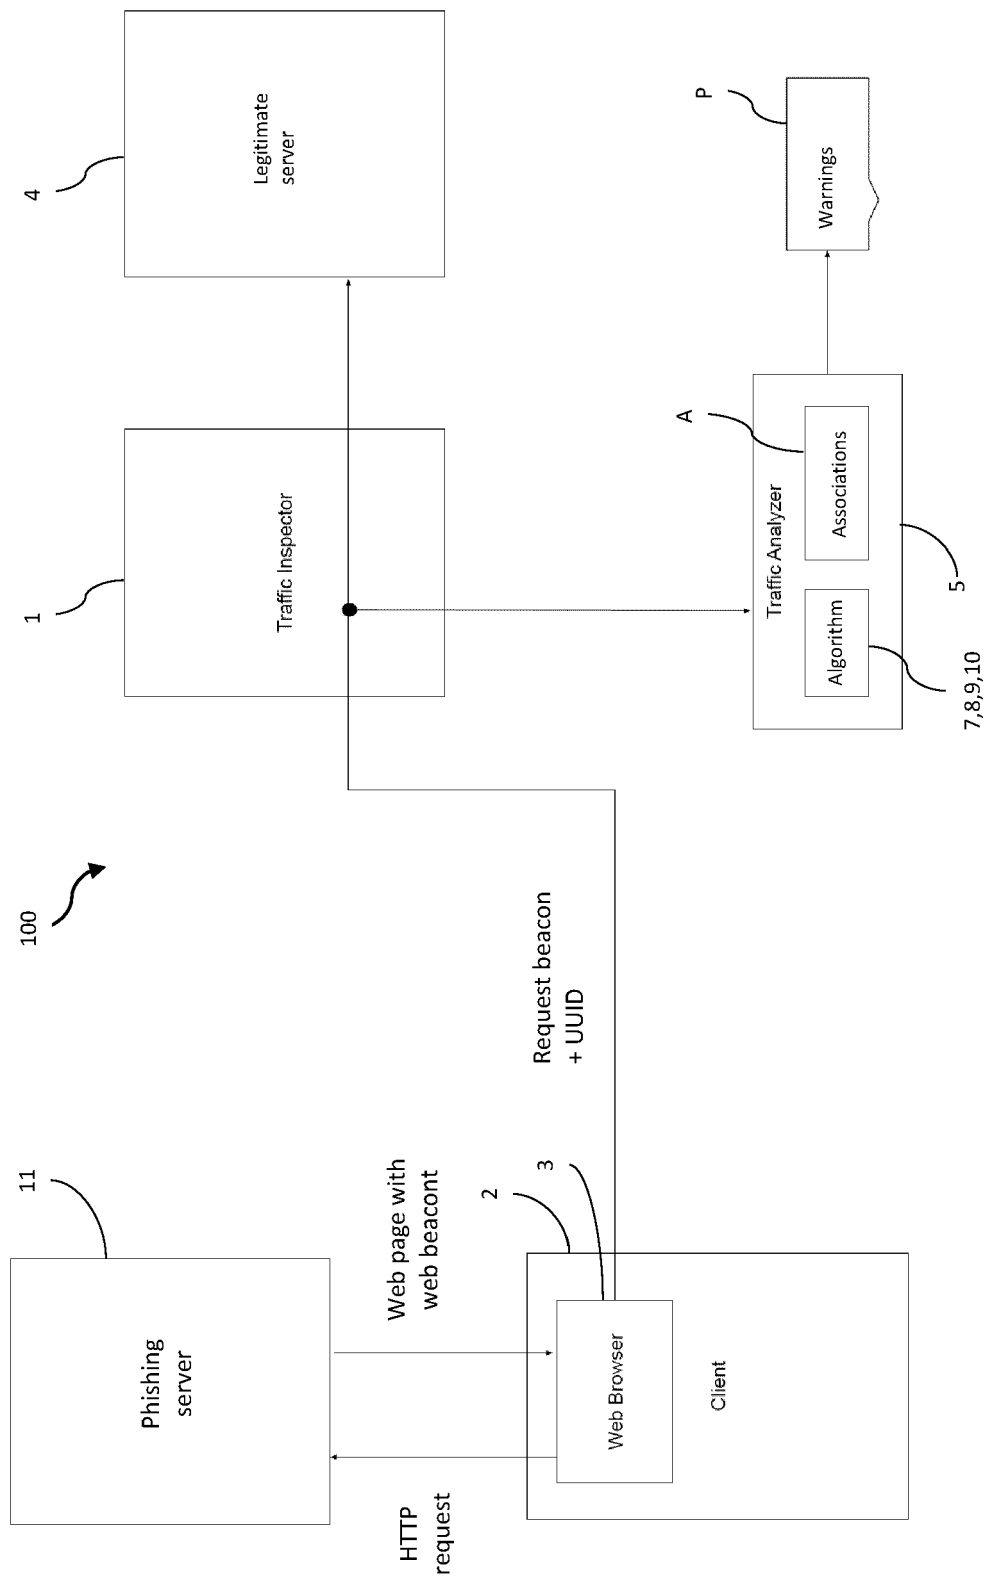 11
Phishing
server
HTTP
request
Web page with
web beacont
2
3
Web Browser
Client
100
Request beacon
+ UUID
1
Traffic Inspector
4
Legitimate
server
Traffic Analyzer
Algorithm
Associations
A
7,8,9,10
5
P
Warnings